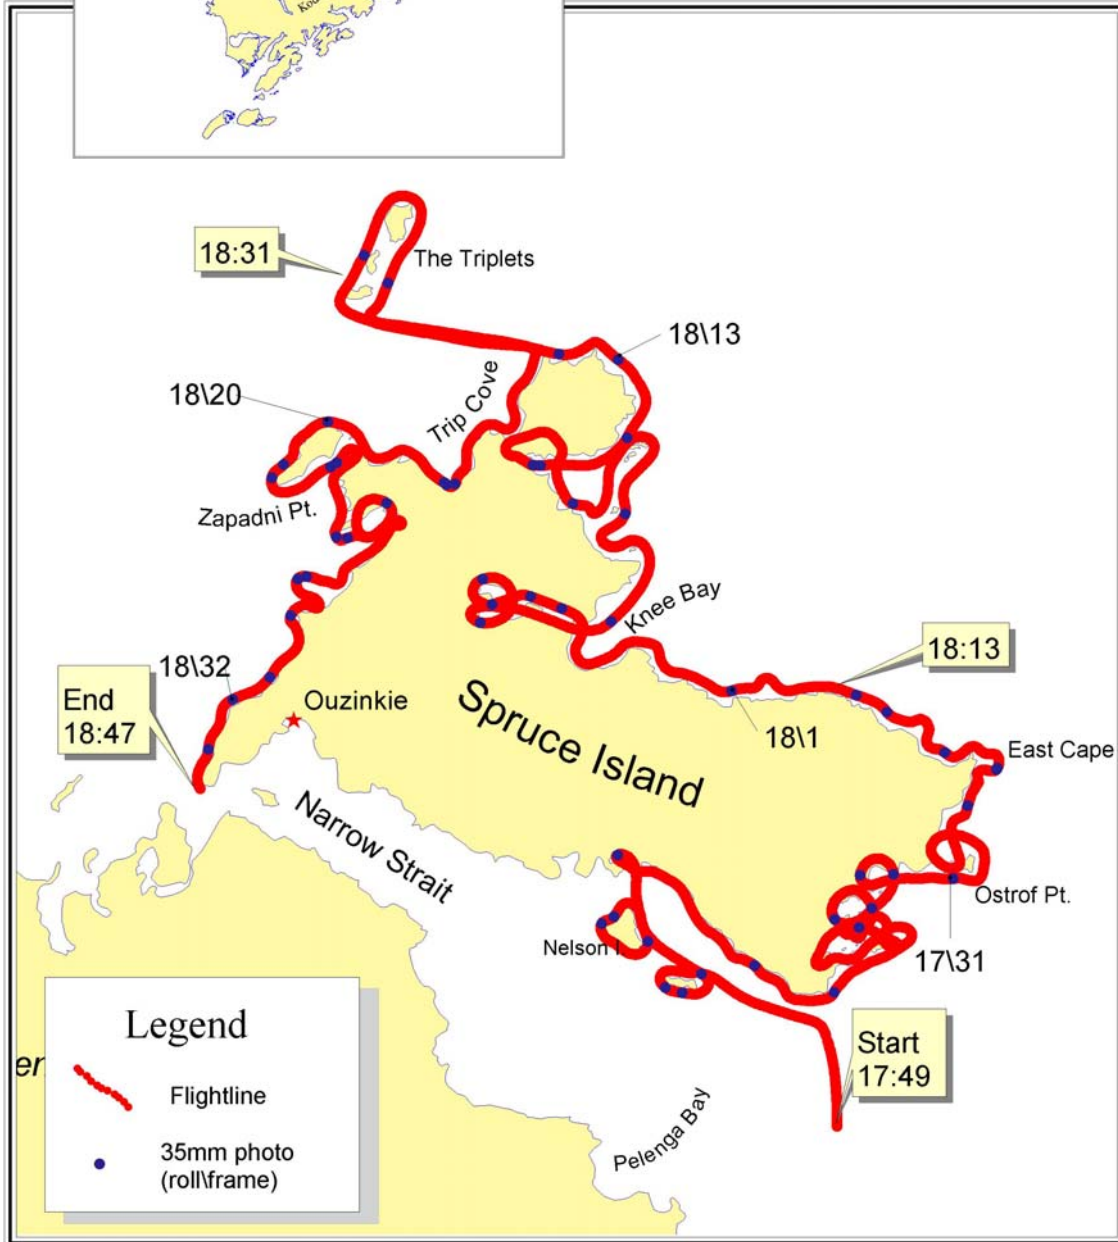 18:31
The Triplets
18\13
Trip Cove
18\20
Zapadni Pt.
Knee Bay
18:13
18\32
End
18:47
Ouzinkie
Spruce Island
18\1
East Cape
Narrow Strait
Ostrof Pt.
Nelson I.
17\31
Start
17:49
Pelenga Bay
Legend
Flightline
35mm photo
(roll\frame)